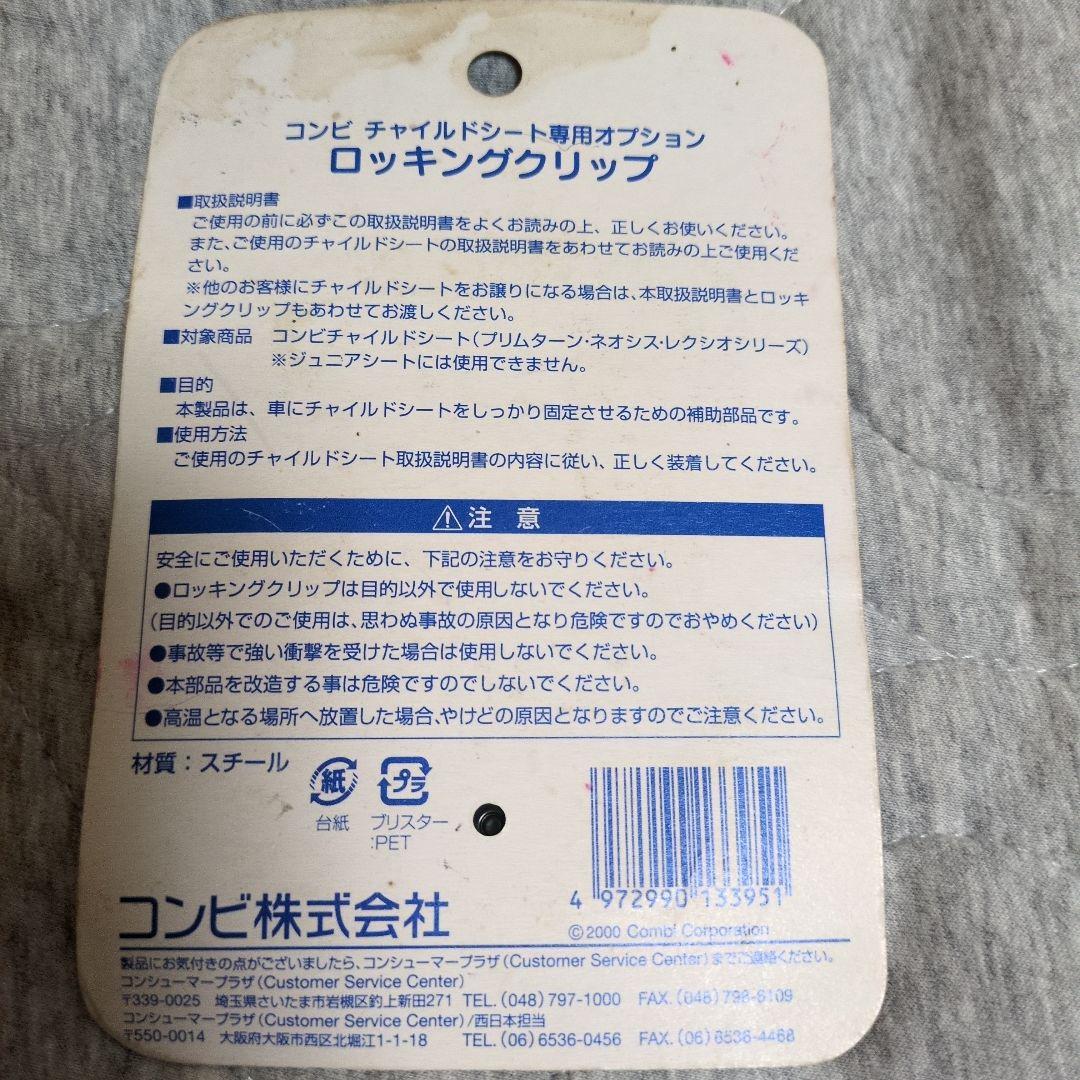 コンビ チャイルドシート専用オプション
ロッキングクリップ
■取扱説明書
ご使用の前に必ずこの取扱説明書をよくお読みの上、正しくお使いください。
また、ご使用のチャイルドシートの取扱説明書をあわせてお読みの上ご使用くだ
さい。
※他のお客様にチャイルドシートをお譲りになる場合は、本取扱説明書とロッキ
ングクリップもあわせてお渡しください。
■対象商品 コンビチャイルドシート(プリムターン・ネオシス・レクシオシリーズ)
※ジュニアシートには使用できません。
■目的
本製品は、車にチャイルドシートをしっかり固定させるための補助部品です。
■使用方法
ご使用のチャイルドシート取扱説明書の内容に従い、正しく装着してください。
⚠注 意
安全にご使用いただくために、下記の注意をお守りください。
●ロッキングクリップは目的以外で使用しないでください。
(目的以外でのご使用は、思わぬ事故の原因となり危険ですのでおやめください)
●事故等で強い衝撃を受けた場合は使用しないでください。
●本部品を改造する事は危険ですのでしないでください。
●高温となる場所へ放置した場合、やけどの原因となりますのでご注意ください。
材質：スチール
紙 プラ
台紙 ブリスター
:PET
4 972990 133951
コンビ株式会社
©2000 Combi Corporation
製品にお気付きの点がございましたら、コンシューマープラザ(Customer Service Center)までご連絡ください。
コンシューマープラザ(Customer Service Center)
〒339-0025 埼玉県さいたま市岩槻区釣上新田271 TEL.(048)797-1000 FAX.(048)798-6109
コンシューマープラザ(Customer Service Center)/西日本担当
〒550-0014 大阪府大阪市西区北堀江1-1-18 TEL.(06)6536-0456 FAX.(06)6536-4468